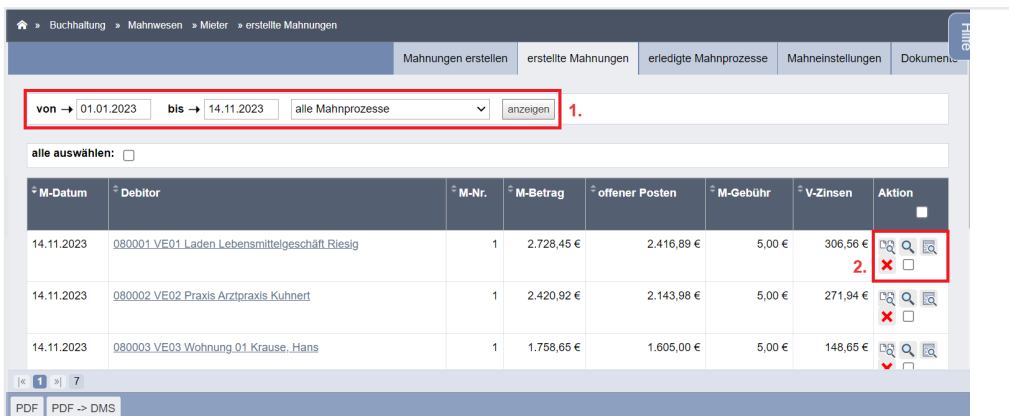 » Buchhaltung » Mahnwesen » Mieter » erstellte Mahnungen
Hilfe
Mahnungen erstellen erstellte Mahnungen erledigte Mahnprozesse Mahneinstellungen Dokumente
von → 01.01.2023 bis → 14.11.2023 alle Mahnprozesse anzeigen 1.
alle auswählen:
M-Datum Debitor M-Nr. M-Betrag offener Posten M-Gebühr V-Zinsen Aktion
14.11.2023 080001 VE01 Laden Lebensmittelgeschäft Riesig 1 2.728,45 € 2.416,89 € 5,00 € 306,56 €
2.
14.11.2023 080002 VE02 Praxis Arztpraxis Kuhnert 1 2.420,92 € 2.143,98 € 5,00 € 271,94 €
14.11.2023 080003 VE03 Wohnung 01 Krause, Hans 1 1.758,65 € 1.605,00 € 5,00 € 148,65 €
|« 1 »| 7
PDF PDF -> DMS